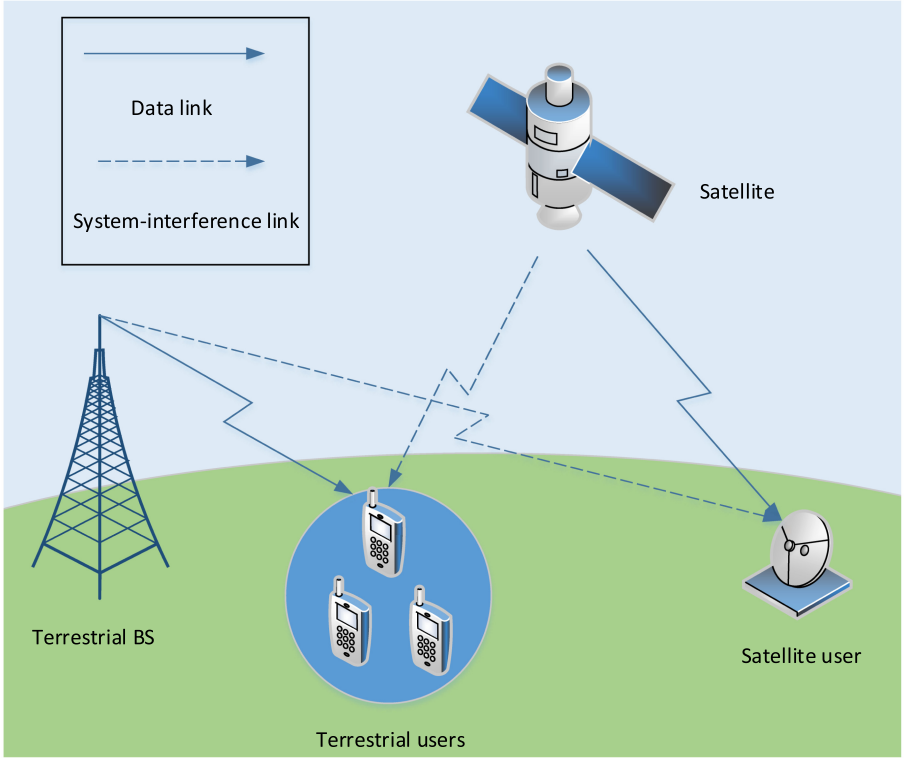 Data link
System-interference link
Satellite
Terrestrial BS
Satellite user
Terrestrial users